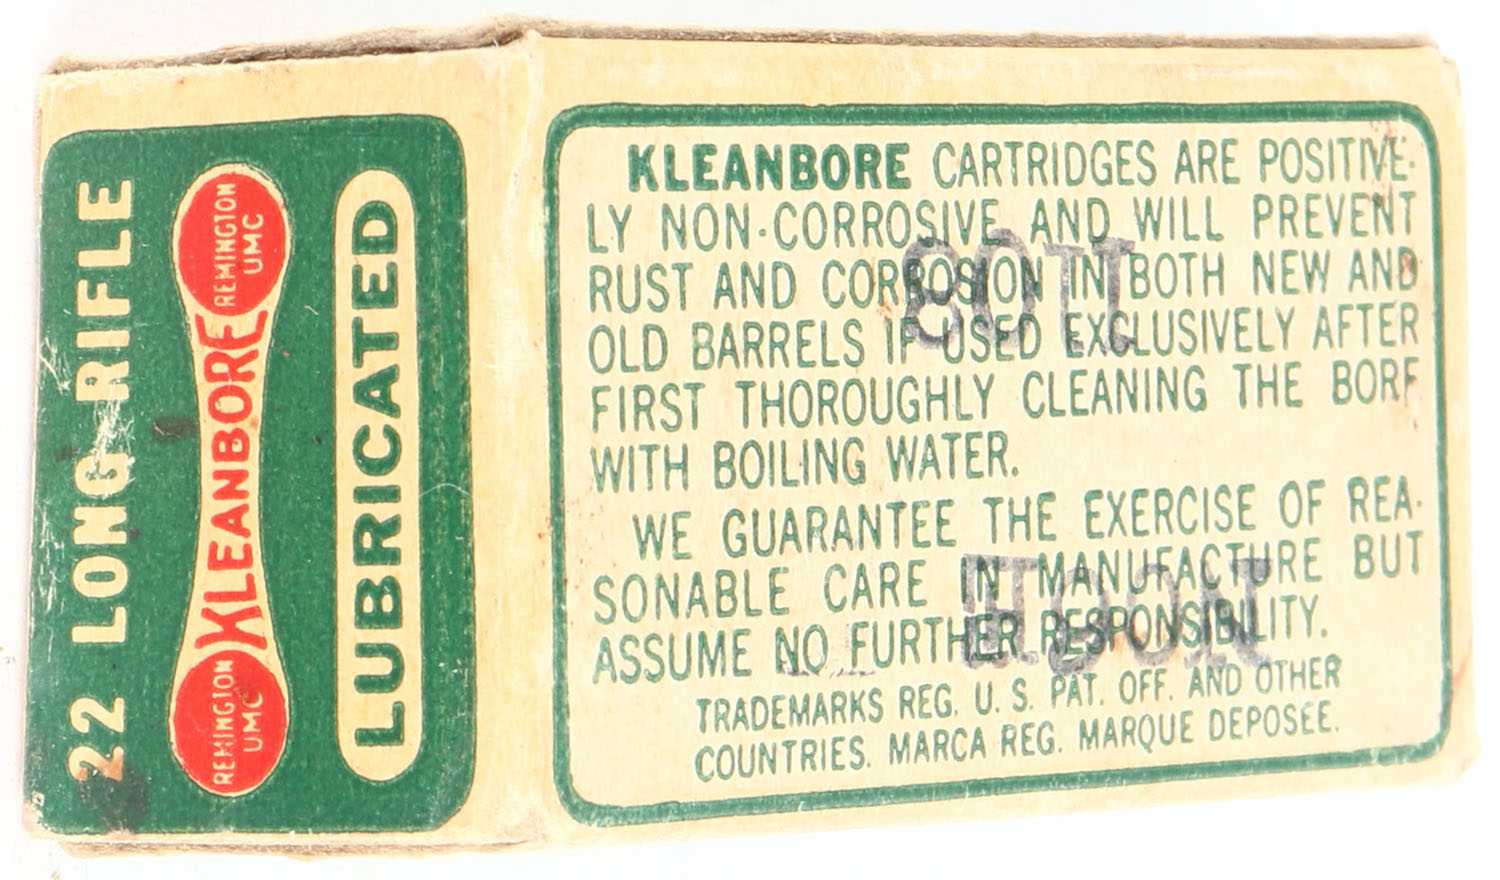 22 LONG RIFLE
REMINGTON
UMC
KLEANBORE
REMINGTON
UMC
LUBRICATED
KLEANBORE CARTRIDGES ARE POSITIVE-
LY NON-CORROSIVE AND WILL PREVENT
RUST AND CORROSION IN BOTH NEW AND
OLD BARRELS IF USED EXCLUSIVELY AFTER
FIRST THOROUGHLY CLEANING THE BORE
WITH BOILING WATER.
WE GUARANTEE THE EXERCISE OF REA-
SONABLE CARE IN MANUFACTURE BUT
ASSUME NO FURTHER RESPONSIBILITY.
TRADEMARKS REG. U. S. PAT. OFF. AND OTHER
COUNTRIES. MARCA REG. MARQUE DEPOSEE.